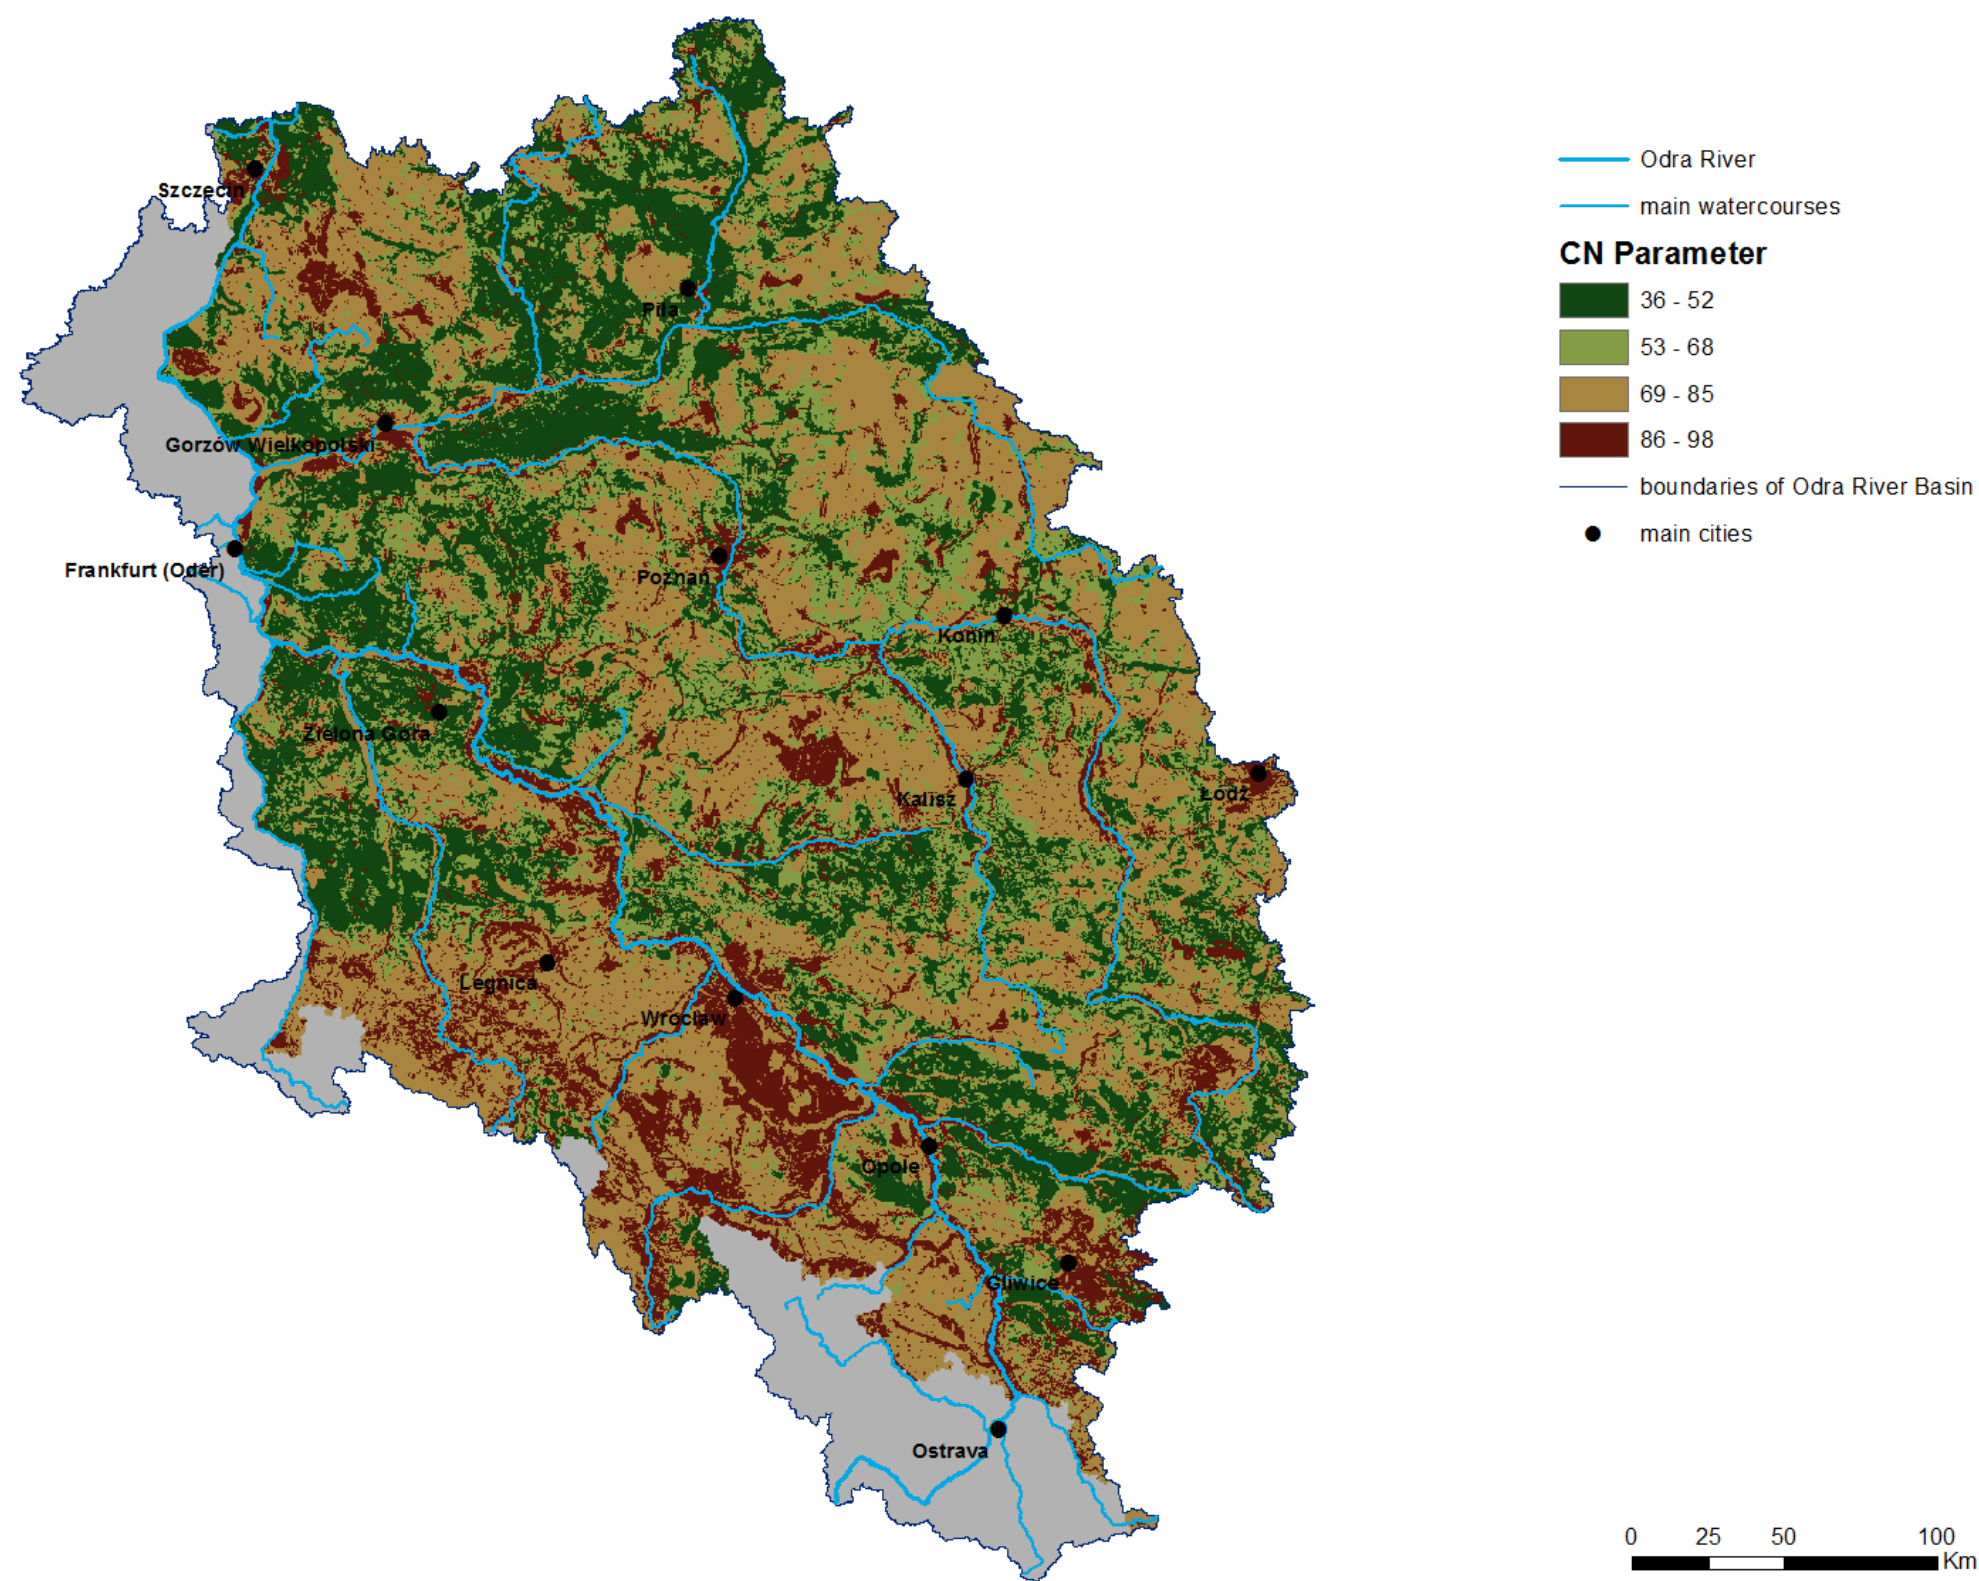 Odra River
main watercourses
CN Parameter
36 - 52
53 - 68
69 - 85
86 - 98
boundaries of Odra River Basin
main cities
Szczecin
Piła
Gorzów Wielkopolski
Frankfurt (Oder)
Poznań
Konin
Zielona Góra
Kalisz
Łódź
Legnica
Wrocław
Opole
Gliwice
Ostrava
0 25 50 100
Km